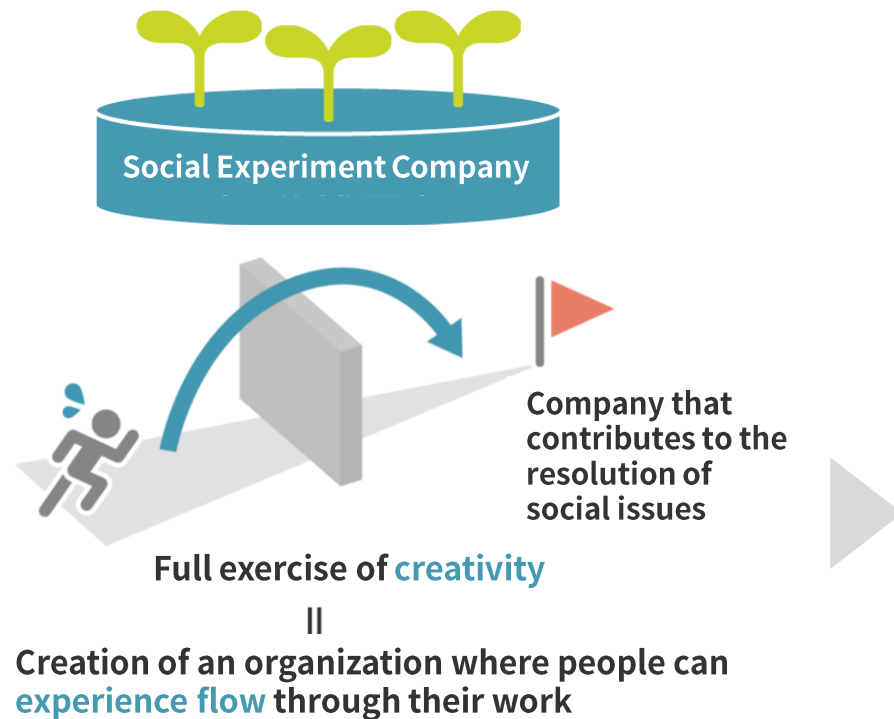 Social Experiment Company
Company that
contributes to the
resolution of
social issues
Full exercise of creativity
=
Creation of an organization where people can
experience flow through their work